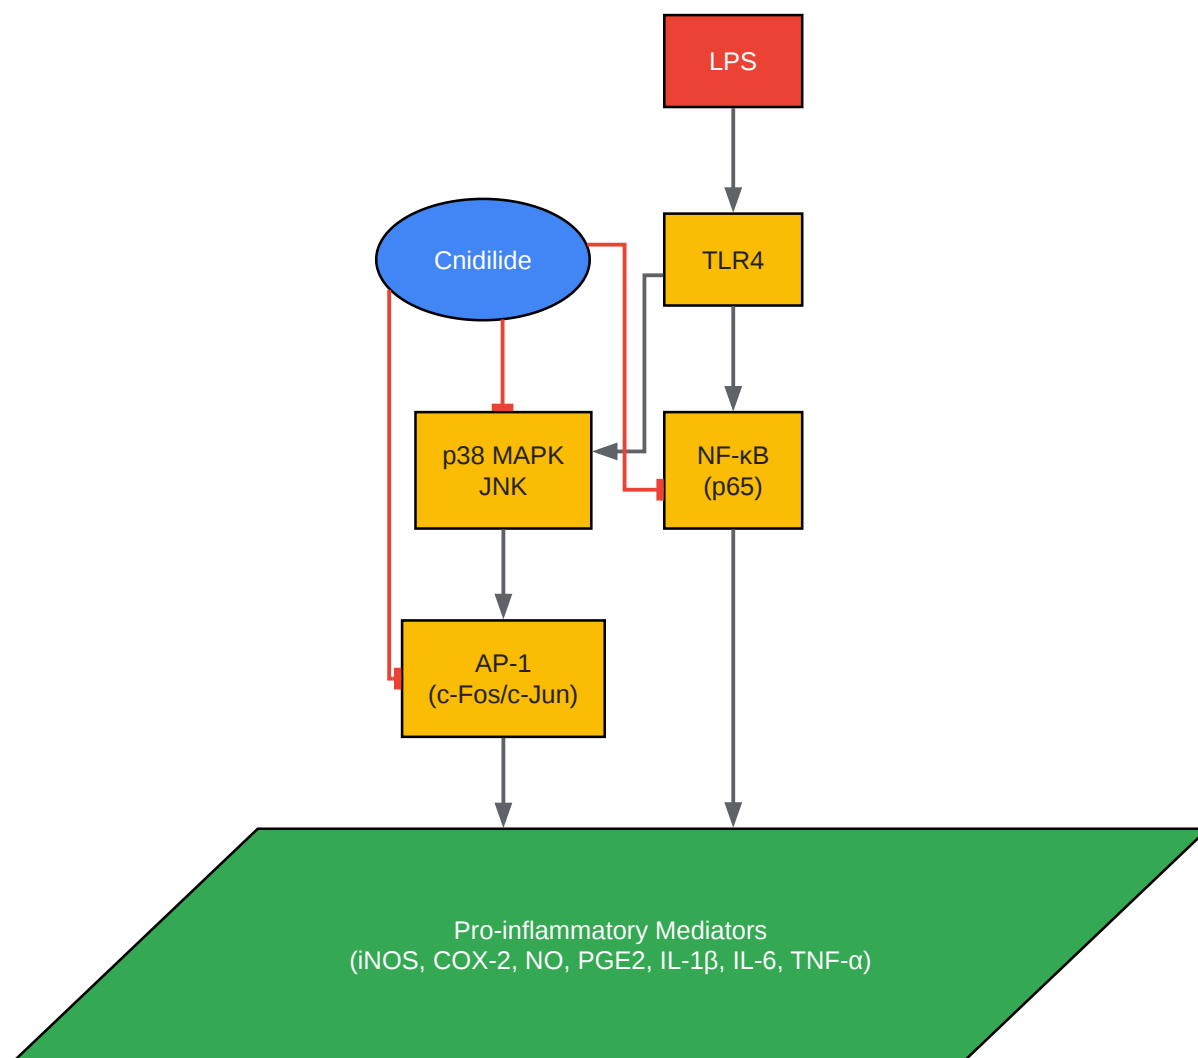 LPS
Cnidilide
TLR4
p38 MAPK
JNK
NF-κB
(p65)
AP-1
(c-Fos/c-Jun)
Pro-inflammatory Mediators
(iNOS, COX-2, NO, PGE2, IL-1β, IL-6, TNF-α)